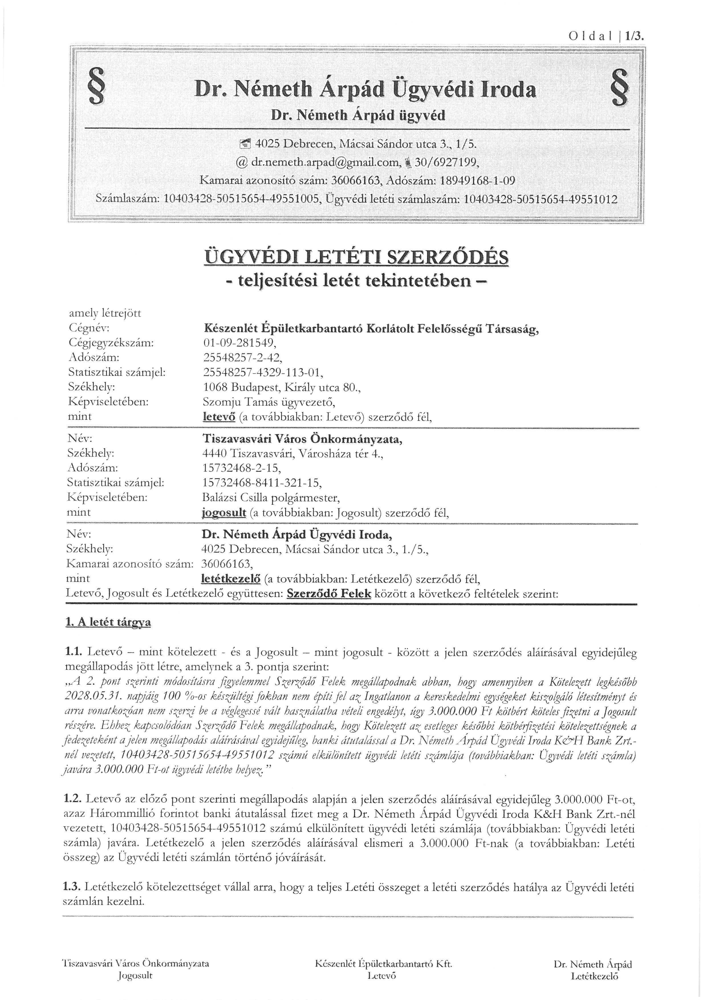 Oldal | 1/3.
§ Dr. Németh Árpád Ügyvédi Iroda §
Dr. Németh Árpád ügyvéd
4025 Debrecen, Mácsai Sándor utca 3., 1/5.
@ dr.nemeth.arpad@gmail.com, 30/6927199,
Kamarai azonosító szám: 36066163, Adószám: 18949168-1-09
Számlaszám: 10403428-50515654-49551005, Ügyvédi letéti számlaszám: 10403428-50515654-49551012
ÜGYVÉDI LETÉTI SZERZŐDÉS
- teljesítési letét tekintetében –
amely létrejött
Cégnév: Készenlét Épületkarbantartó Korlátolt Felelősségű Társaság,
Cégjegyzékszám: 01-09-281549,
Adószám: 25548257-2-42,
Statisztikai számjel: 25548257-4329-113-01,
Székhely: 1068 Budapest, Király utca 80.,
Képviseletében: Szomju Tamás ügyvezető,
mint letevő (a továbbiakban: Letevő) szerződő fél,
Név: Tiszavasvári Város Önkormányzata,
Székhely: 4440 Tiszavasvári, Városháza tér 4.,
Adószám: 15732468-2-15,
Statisztikai számjel: 15732468-8411-321-15,
Képviseletében: Balázsi Csilla polgármester,
mint jogosult (a továbbiakban: Jogosult) szerződő fél,
Név: Dr. Németh Árpád Ügyvédi Iroda,
Székhely: 4025 Debrecen, Mácsai Sándor utca 3., 1./5.,
Kamarai azonosító szám: 36066163,
mint letétkezelő (a továbbiakban: Letétkezelő) szerződő fél,
Letevő, Jogosult és Letétkezelő együttesen: Szerződő Felek között a következő feltételek szerint:
1. A letét tárgya
1.1. Letevő – mint kötelezett - és a Jogosult – mint jogosult - között a jelen szerződés aláírásával egyidejűleg
megállapodás jött létre, amelynek a 3. pontja szerint:
„A 2. pont szerinti módosításra figyelemmel Szerződő Felek megállapodnak abban, hogy amennyiben a Kötelezett legkésőbb
2028.05.31. napjáig 100 %-os készültégi fokban nem építi fel az Ingatlanon a kereskedelmi egységeket kiszolgáló létesítményt és
arra vonatkozóan nem szerzi be a véglegessé vált használatba vételi engedélyt, úgy 3.000.000 Ft kötbért köteles fizetni a Jogosult
részére. Ehhez kapcsolódóan Szerződő Felek megállapodnak, hogy Kötelezett az esetleges későbbi kötbérfizetési kötelezettségnek a
fedezeteként a jelen megállapodás aláírásával egyidejűleg, banki átutalással a Dr. Németh Árpád Ügyvédi Iroda K&H Bank Zrt.-
nél vezetett, 10403428-50515654-49551012 számú elkülönített ügyvédi letéti számlája (továbbiakban: Ügyvédi letéti számla)
javára 3.000.000 Ft-ot ügyvédi letétbe helyez.”
1.2. Letevő az előző pont szerinti megállapodás alapján a jelen szerződés aláírásával egyidejűleg 3.000.000 Ft-ot,
azaz Hárommillió forintot banki átutalással fizet meg a Dr. Németh Árpád Ügyvédi Iroda K&H Bank Zrt.-nél
vezetett, 10403428-50515654-49551012 számú elkülönített ügyvédi letéti számlája (továbbiakban: Ügyvédi letéti
számla) javára. Letétkezelő a jelen szerződés aláírásával elismeri a 3.000.000 Ft-nak (a továbbiakban: Letéti
összeg) az Ügyvédi letéti számlán történő jóváírását.
1.3. Letétkezelő kötelezettséget vállal arra, hogy a teljes Letéti összeget a letéti szerződés hatálya az Ügyvédi letéti
számlán kezelni.
Tiszavasvári Város Önkormányzata Készenlét Épületkarbantartó Kft. Dr. Németh Árpád
Jogosult Letevő Letétkezelő